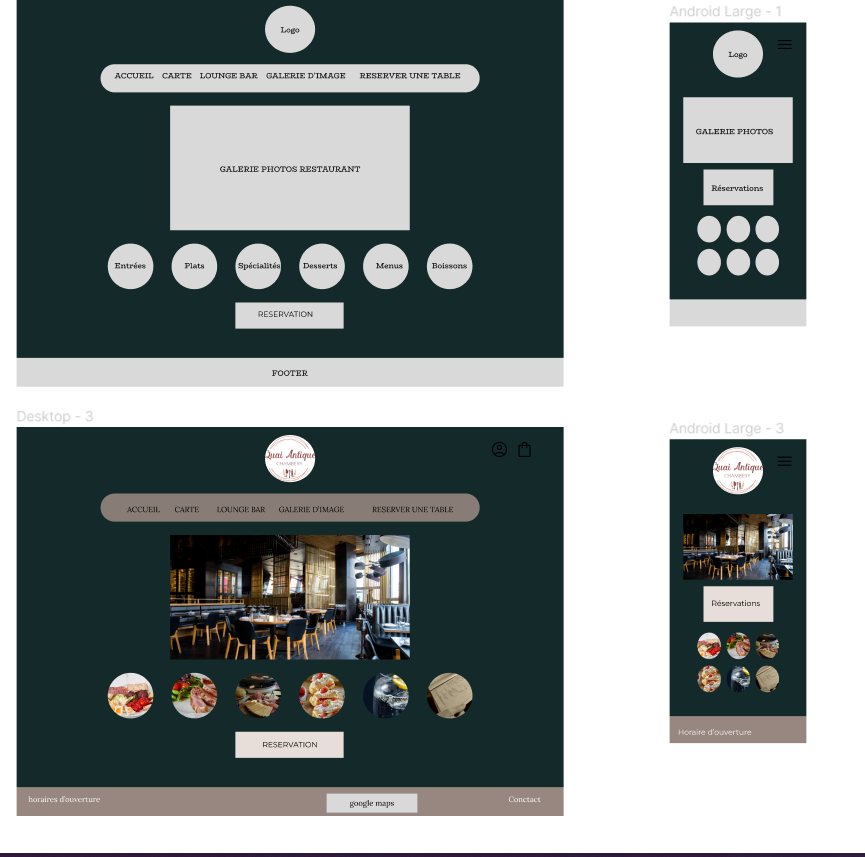 Logo
ACCUEIL CARTE LOUNGE BAR GALERIE D'IMAGE RESERVER UNE TABLE
GALERIE PHOTOS RESTAURANT
Entrées Plats Spécialités Desserts Menus Boissons
RESERVATION
FOOTER
Android Large - 1
Logo
GALERIE PHOTOS
Réservations
Desktop - 3
Quai Antique
CHAMBERY
ACCUEIL CARTE LOUNGE BAR GALERIE D'IMAGE RESERVER UNE TABLE
RESERVATION
horaires d'ouverture google maps Conctact
Android Large - 3
Quai Antique
CHAMBERY
Réservations
Horaire d'ouverture